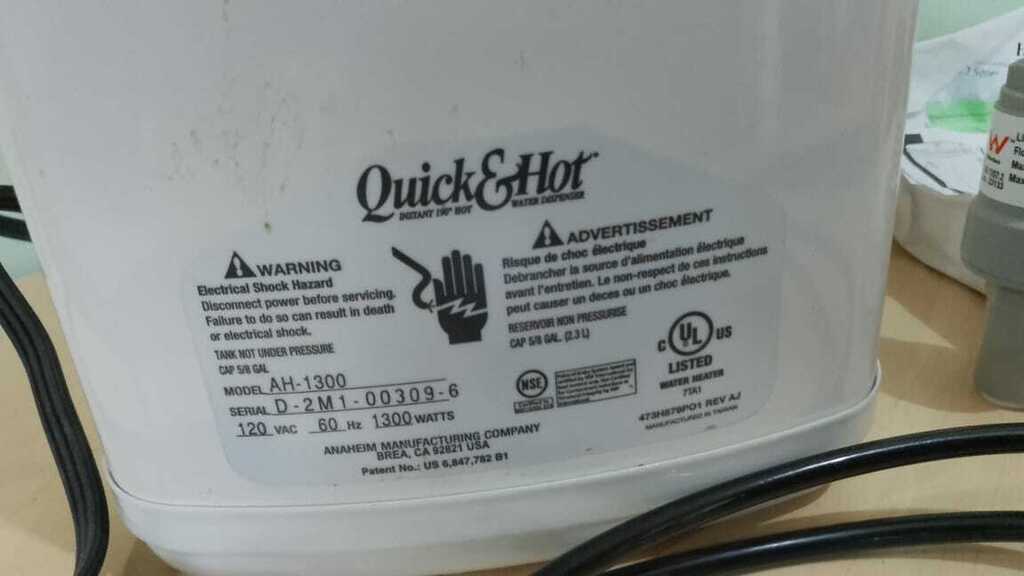 Quick&Hot™
INSTANT 190° HOT WATER DISPENSER
WARNING
Electrical Shock Hazard
Disconnect power before servicing.
Failure to do so can result in death
or electrical shock.
TANK NOT UNDER PRESSURE
CAP 5/8 GAL
MODEL AH-1300
SERIAL D-2M1-00309-6
120 VAC 60 Hz 1300 WATTS
ADVERTISSEMENT
Risque de choc électrique
Débrancher la source d'alimentation électrique
avant l'entretien. Le non-respect de ces instructions
peut causer un deces ou un choc électrique.
RESERVOIR NON PRESSURISE
CAP 5/8 GAL. (2.3 L)
NSF
C UL US
LISTED
WATER HEATER
71A1
473H879PO1 REV AJ
MANUFACTURED IN TAIWAN
ANAHEIM MANUFACTURING COMPANY
BREA, CA 92821 USA
Patent No.: US 6,847,782 B1